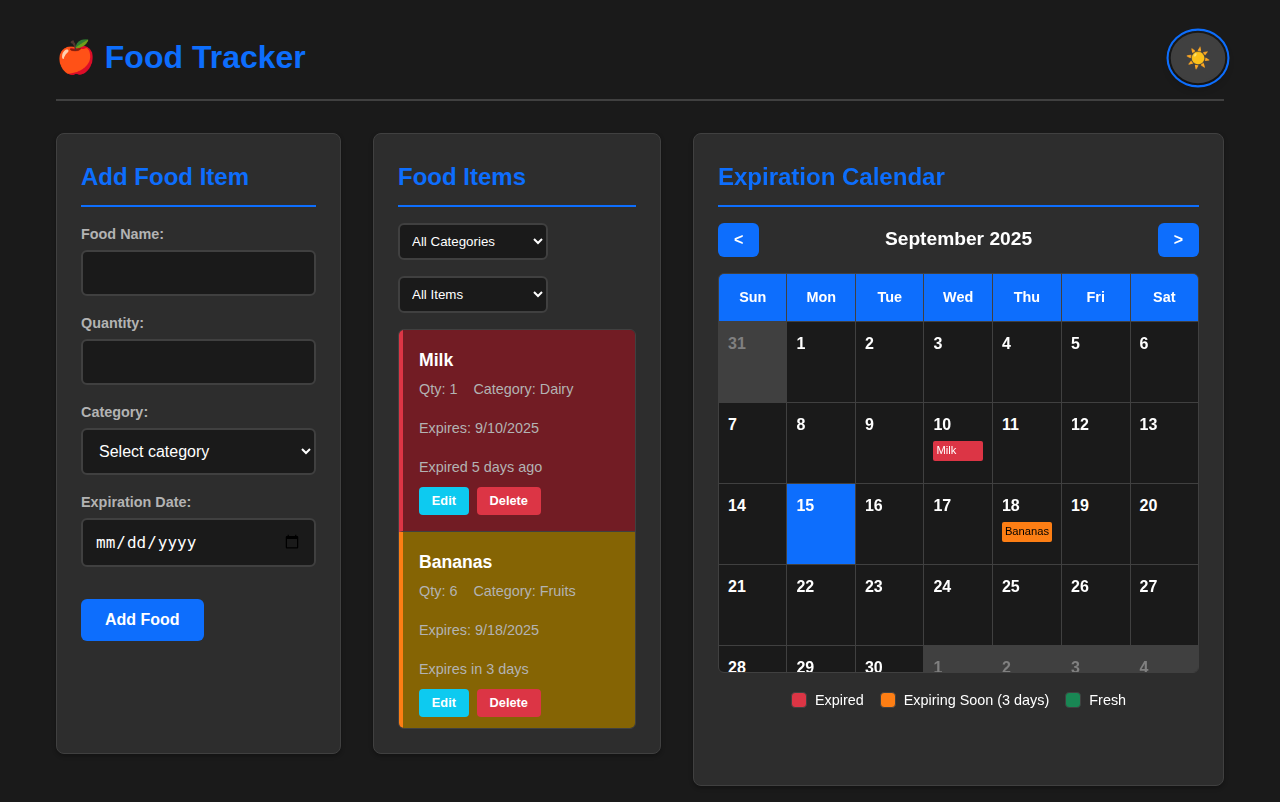 🍎 Food Tracker
☀️
Add Food Item
Food Name:
Quantity:
Category:
Select category
Expiration Date:
mm/dd/yyyy
Add Food
Food Items
All Categories
All Items
Milk
Qty: 1 Category: Dairy
Expires: 9/10/2025
Expired 5 days ago
Edit Delete
Bananas
Qty: 6 Category: Fruits
Expires: 9/18/2025
Expires in 3 days
Edit Delete
Expiration Calendar
< September 2025 >
Sun Mon Tue Wed Thu Fri Sat
31 1 2 3 4 5 6
7 8 9 10 11 12 13
Milk
14 15 16 17 18 19 20
Bananas
21 22 23 24 25 26 27
28 29 30 1 2 3 4
Expired Expiring Soon (3 days) Fresh